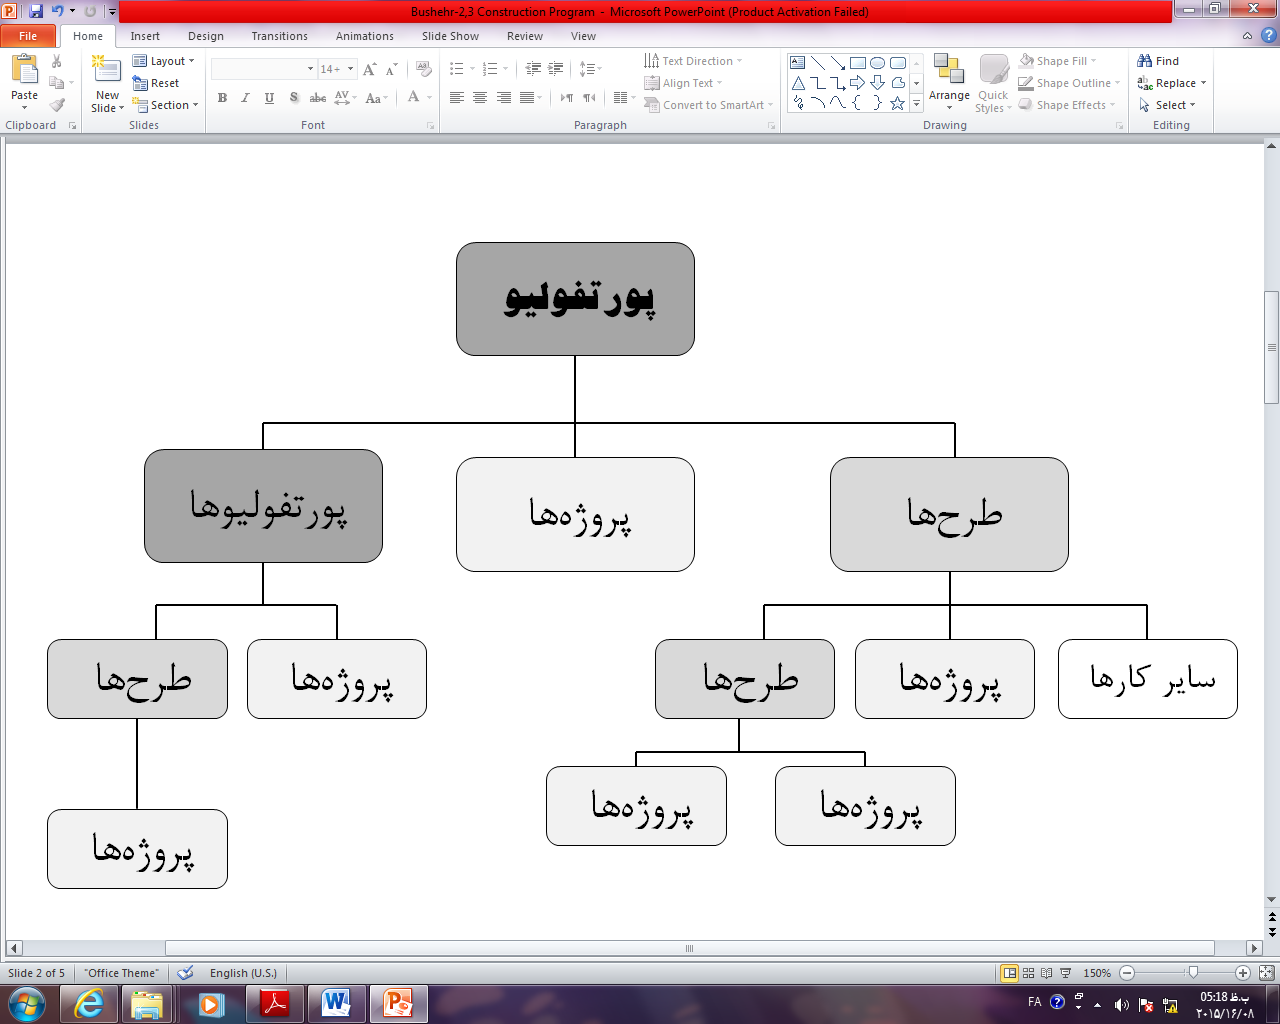 Bushehr-2,3 Construction Program - Microsoft PowerPoint (Product Activation Failed)
File Home Insert Design Transitions Animations Slide Show Review View
Paste
Clipboard
New Slide
Layout
Reset
Section
Slides
14+
B I U S abc AV Aa A
Font
Text Direction
Align Text
Convert to SmartArt
Paragraph
Arrange
Quick Styles
Shape Fill
Shape Outline
Shape Effects
Drawing
Find
Replace
Select
Editing
پورتفولیو
پورتفولیوها
پروژه‌ها
طرح‌ها
طرح‌ها
پروژه‌ها
طرح‌ها
پروژه‌ها
سایر کارها
پروژه‌ها
پروژه‌ها
پروژه‌ها
Slide 2 of 5 "Office Theme" English (U.S.) 150%
FA
05:18 ب.ظ
۲۰۱۵/۱۶/۰۸